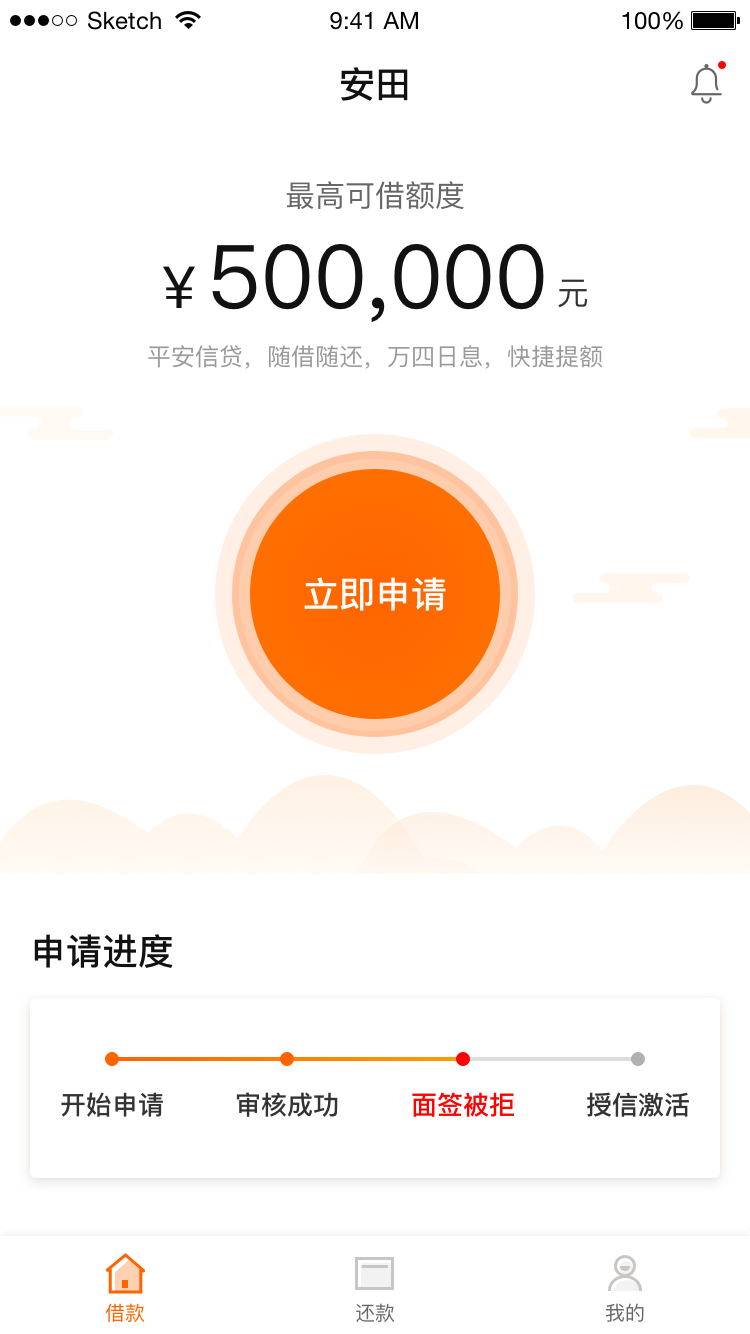 Sketch 9:41 AM 100%
安田
最高可借额度
¥500,000元
平安信贷，随借随还，万四日息，快捷提额
立即申请
申请进度
开始申请 审核成功 面签被拒 授信激活
借款 还款 我的